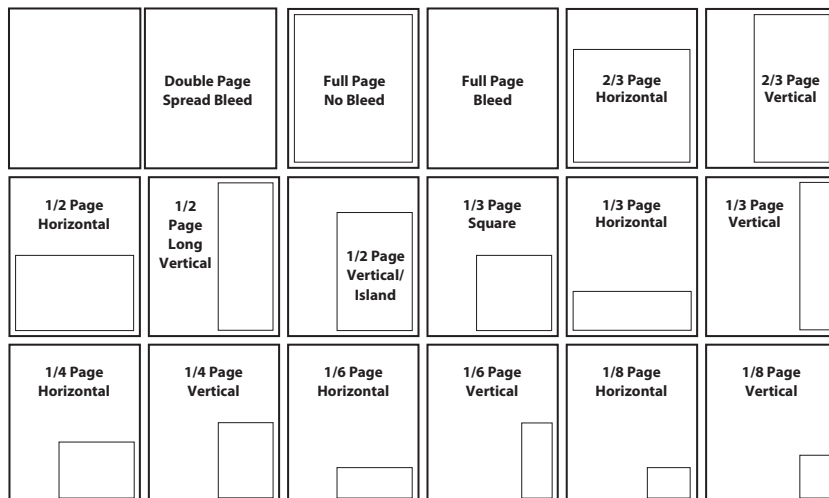 Double Page
Spread Bleed
Full Page
No Bleed
Full Page
Bleed
2/3 Page
Horizontal
2/3 Page
Vertical
1/2 Page
Horizontal
1/2
Page
Long
Vertical
1/2 Page
Vertical/
Island
1/3 Page
Square
1/3 Page
Horizontal
1/3 Page
Vertical
1/4 Page
Horizontal
1/4 Page
Vertical
1/6 Page
Horizontal
1/6 Page
Vertical
1/8 Page
Horizontal
1/8 Page
Vertical